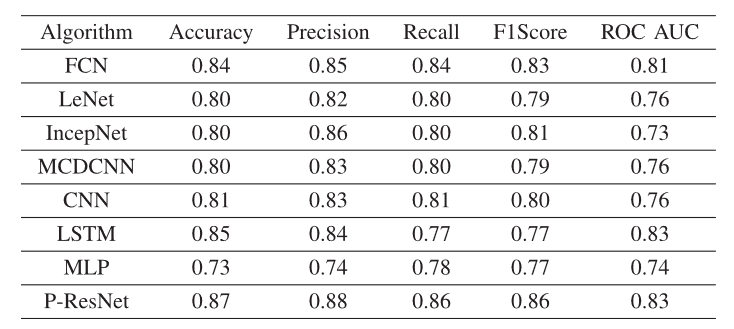 Algorithm Accuracy Precision Recall F1Score ROC AUC
FCN 0.84 0.85 0.84 0.83 0.81
LeNet 0.80 0.82 0.80 0.79 0.76
IncepNet 0.80 0.86 0.80 0.81 0.73
MCDCNN 0.80 0.83 0.80 0.79 0.76
CNN 0.81 0.83 0.81 0.80 0.76
LSTM 0.85 0.84 0.77 0.77 0.83
MLP 0.73 0.74 0.78 0.77 0.74
P-ResNet 0.87 0.88 0.86 0.86 0.83